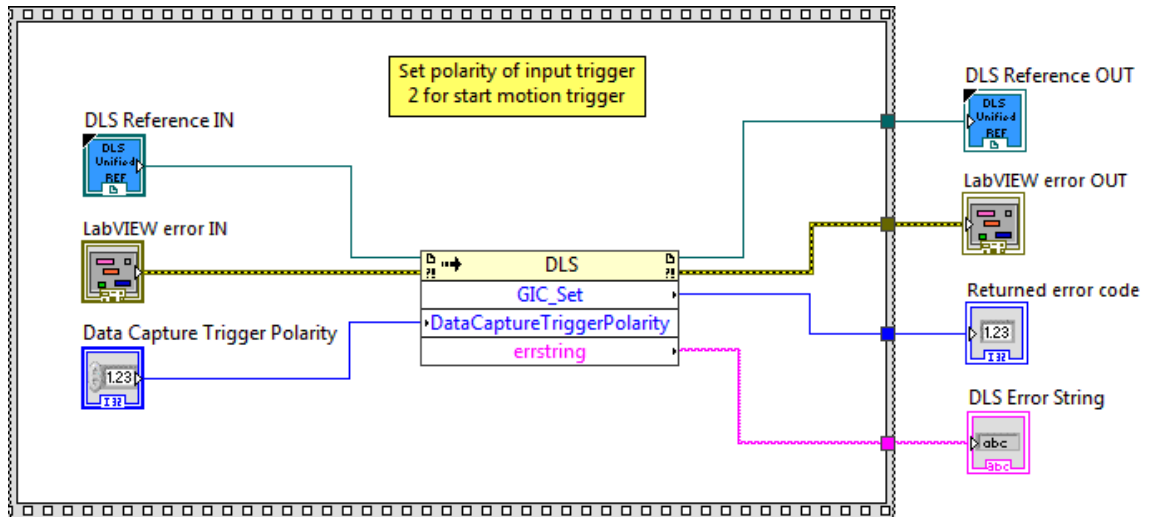 Set polarity of input trigger
2 for start motion trigger
DLS Reference IN
DLS
Unified
REF
LabVIEW error IN
Data Capture Trigger Polarity
1.23
I32
?!
DLS
?!
GIC_Set
DataCaptureTriggerPolarity
errstring
DLS Reference OUT
DLS
Unified
REF
LabVIEW error OUT
Returned error code
1.23
I32
DLS Error String
abc
abc